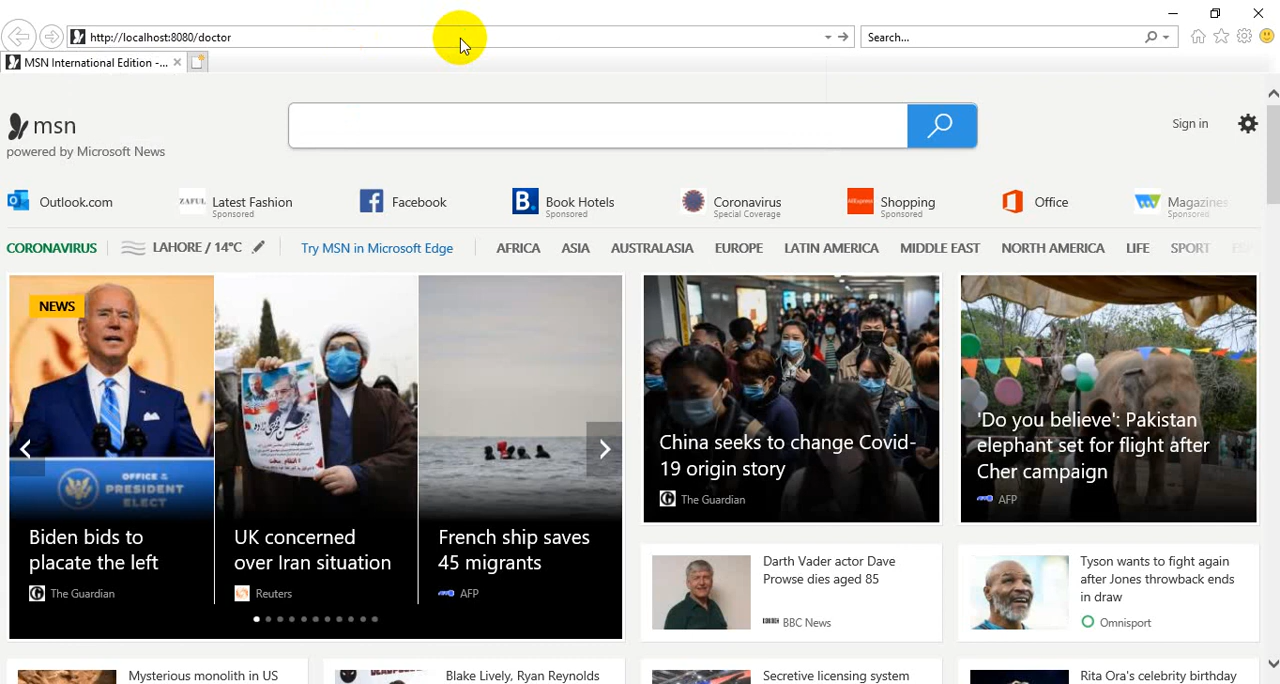 http://localhost:8080/doctor
Search...
MSN International Edition -...
msn
powered by Microsoft News
Sign in
Outlook.com
ZAFUL
Latest Fashion
Sponsored
Facebook
B.
Book Hotels
Sponsored
Coronavirus
Special Coverage
Shopping
Sponsored
Office
Magazines
Sponsored
CORONAVIRUS
LAHORE / 14°C
Try MSN in Microsoft Edge
AFRICA
ASIA
AUSTRALASIA
EUROPE
LATIN AMERICA
MIDDLE EAST
NORTH AMERICA
LIFE
SPORT
NEWS
OFFICE OF THE
PRESIDENT
ELECT
Biden bids to
placate the left
The Guardian
UK concerned
over Iran situation
Reuters
French ship saves
45 migrants
AFP
China seeks to change Covid-
19 origin story
The Guardian
'Do you believe': Pakistan
elephant set for flight after
Cher campaign
AFP
Darth Vader actor Dave
Prowse dies aged 85
BBC News
Tyson wants to fight again
after Jones throwback ends
in draw
Omnisport
Mysterious monolith in US
Blake Lively, Ryan Reynolds
Secretive licensing system
Rita Ora's celebrity birthday